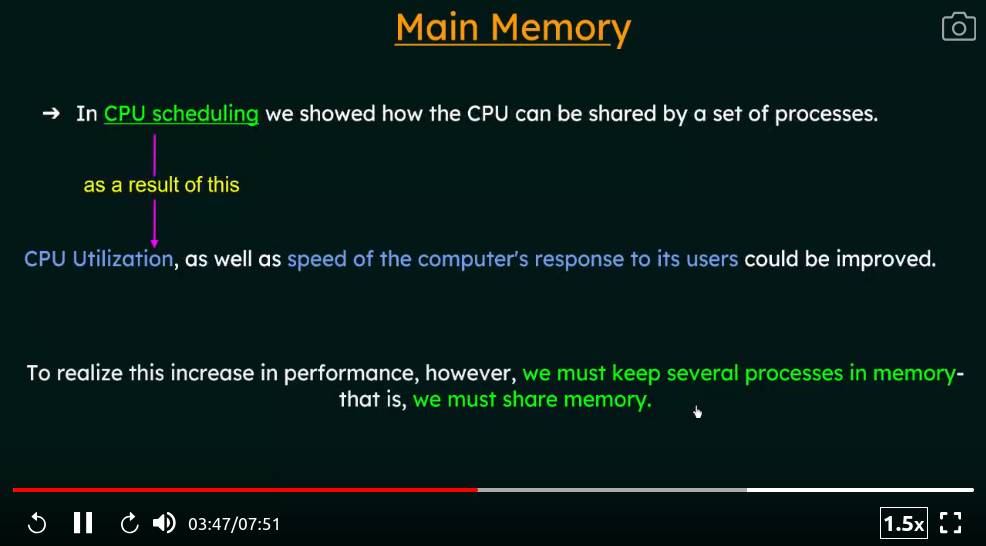 Main Memory
➔ In CPU scheduling we showed how the CPU can be shared by a set of processes.
as a result of this
CPU Utilization, as well as speed of the computer's response to its users could be improved.
To realize this increase in performance, however, we must keep several processes in memory-
that is, we must share memory.
03:47/07:51
1.5x